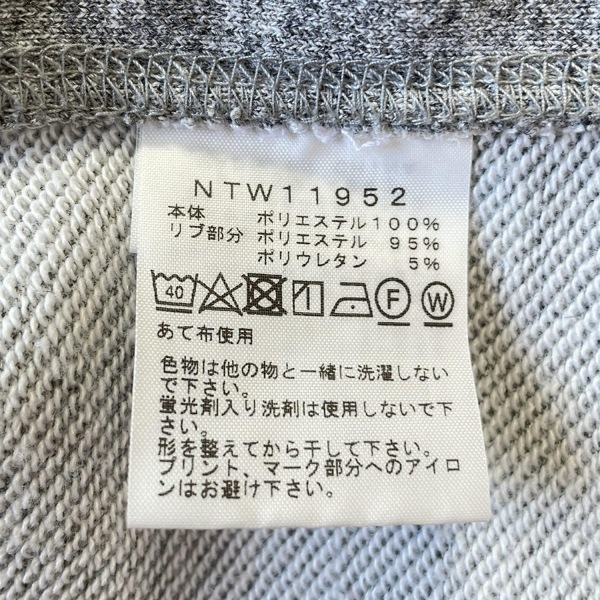 NTW11952
本体 ポリエステル100%
リブ部分 ポリエステル 95%
ポリウレタン 5%
40 F W
あて布使用
色物は他の物と一緒に洗濯しない
で下さい。
蛍光剤入り洗剤は使用しないで下
さい。
形を整えてから干して下さい。
プリント、マーク部分へのアイロ
ンはお避け下さい。